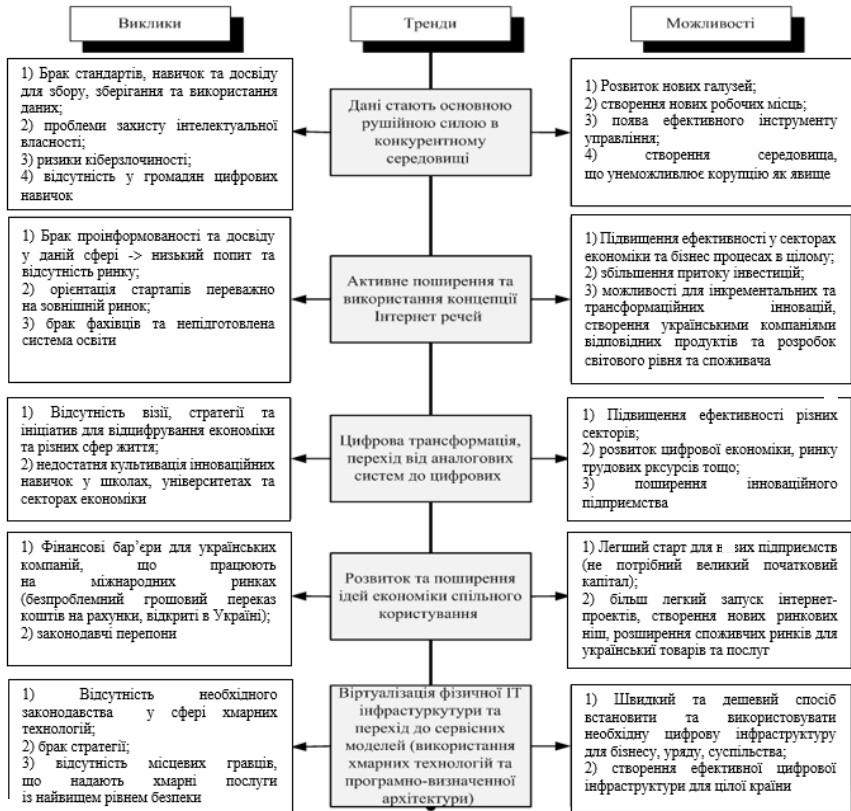 Виклики
Тренди
Можливості
1) Брак стандартів, навичок та досвіду
для збору, зберігання та використання
даних;
2) проблеми захисту інтелектуальної
власності;
3) ризики кіберзлочиності;
4) відсутність у громадян цифрових
навичок
Дані стають основною
рушійною силою в
конкурентному
середовищі
1) Розвиток нових галузей;
2) створення нових робочих місць;
3) поява ефективного інструменту
управління;
4) створення середовища,
що унеможливлює корупцію як явище
1) Брак проінформованості та досвіду
у даній сфері -> низький попит та
відсутність ринку;
2) орієнтація стартапів переважно
на зовнішній ринок;
3) брак фахівців та непідготовлена
система освіти
Активне поширення та
використання концепції
Інтернет речей
1) Підвищення ефективності у секторах
економіки та бізнес процесах в цілому;
2) збільшення притоку інвестицій;
3) можливості для інкрементальних та
трансформаційних інновацій,
створення українськими компаніями
відповідних продуктів та розробок
світового рівня та споживача
1) Відсутність візії, стратегії та
ініціатив для відцифрування економіки
та різних сфер життя;
2) недостатня культивація інноваційних
навичок у школах, університетах та
секторах економіки
Цифрова трансформація,
перехід від аналогових
систем до цифрових
1) Підвищення ефективності різних
секторів;
2) розвиток цифрової економіки, ринку
трудових рксурсів тощо;
3) поширення інноваційного
підприємства
1) Фінансові бар’єри для українських
компаній, що працюють
на міжнародних ринках
(безпроблемний грошовий переказ
коштів на рахунки, відкриті в Україні);
2) законодавчі перепони
Розвиток та поширення
ідей економіки спільного
користування
1) Легший старт для підприємств
(не потрібний великий початковий
капітал);
2) більш легкий запуск інтернет-
проектів, створення нових ринкових
ніш, розширення споживчих ринків для
українскиї товарів та послуг
1) Відсутність необхідного
законодавства у сфері хмарних
технологій;
2) брак стратегії;
3) відсутність місцевих гравців,
що надають хмарні послуги
із найвищем рівнем безпеки
Віртуалізація фізичної ІТ
інфраструктури та
перехід до сервісних
моделей (використання
хмарних технологій та
програмно-визначенної
архитектури)
1) Швидкий та дешевий спосіб
встановити та використовувати
необхідну цифрову інфраструктуру
для бізнесу, уряду, суспільства;
2) створення ефективної цифрової
інфраструктури для цілої країни